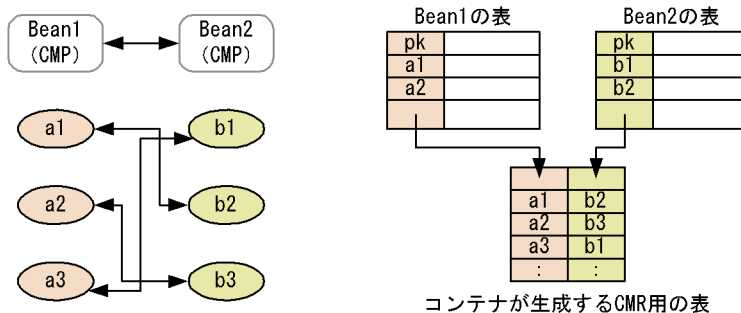 Bean1
(CMP)
Bean2
(CMP)
a1
b1
a2
b2
a3
b3
Bean1の表
pk
a1
a2
Bean2の表
pk
b1
b2
a1 b2
a2 b3
a3 b1
: :
コンテナが生成するCMR用の表